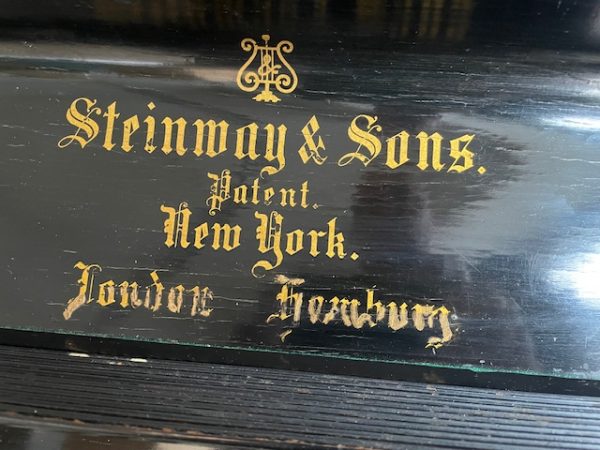 Steinway & Sons.
Patent.
New York.
London Hamburg